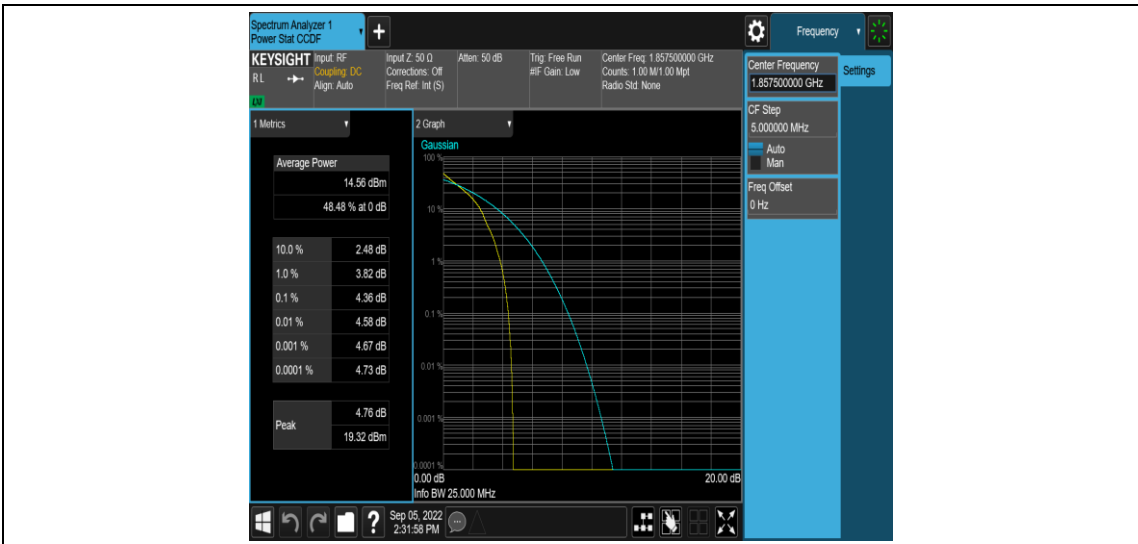 Spectrum Analyzer 1
Power Stat CCDF
+
Frequency
KEYSIGHT
RL
LXI
Input: RF
Coupling: DC
Align: Auto
Input Z: 50 Ω
Corrections: Off
Freq Ref: Int (S)
Atten: 50 dB
Trig: Free Run
#IF Gain: Low
Center Freq: 1.857500000 GHz
Counts: 1.00 M/1.00 Mpt
Radio Std: None
Center Frequency
1.857500000 GHz
Settings
CF Step
5.000000 MHz
Auto
Man
Freq Offset
0 Hz
1 Metrics
Average Power
14.56 dBm
48.48 % at 0 dB
10.0 % 2.48 dB
1.0 % 3.82 dB
0.1 % 4.36 dB
0.01 % 4.58 dB
0.001 % 4.67 dB
0.0001 % 4.73 dB
Peak
4.76 dB
19.32 dBm
2 Graph
Gaussian
100 %
10 %
1 %
0.1 %
0.01 %
0.001 %
0.0001 %
0.00 dB 20.00 dB
Info BW 25.000 MHz
?
Sep 05, 2022
2:31:58 PM